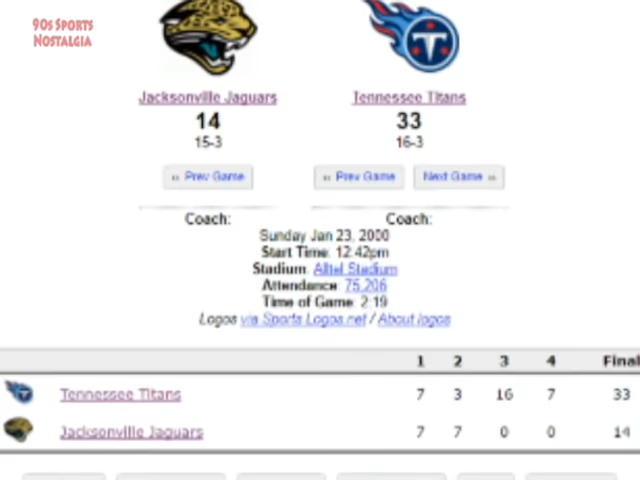 90s Sports
Nostalgia
T
Jacksonville Jaguars
Tennessee Titans
14
33
15-3
16-3
« Prev Game
« Prev Game
Next Game »
Coach:
Coach:
Sunday Jan 23, 2000
Start Time: 12:42pm
Stadium: Alltel Stadium
Attendance: 75,206
Time of Game: 2:19
Logos via Sports Logos.net / About logos
1 2 3 4 Final
Tennessee Titans 7 3 16 7 33
Jacksonville Jaguars 7 7 0 0 14